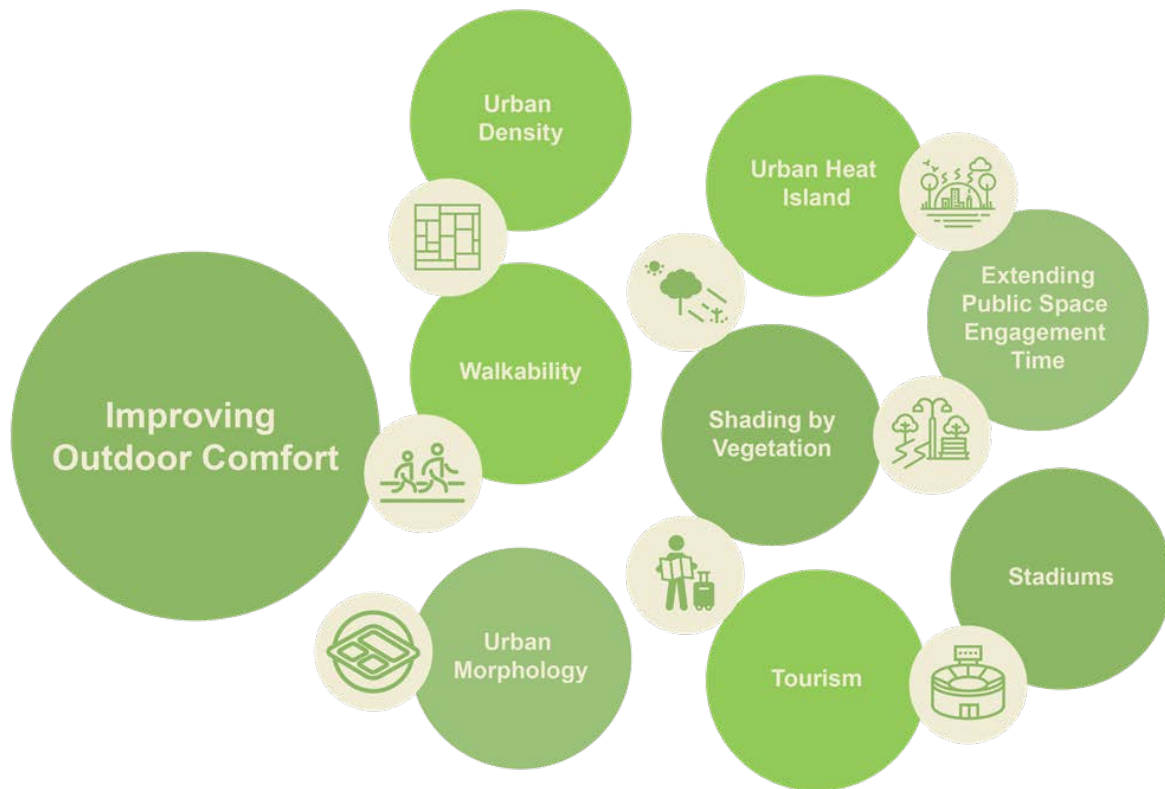 Improving
Outdoor Comfort
Urban
Density
Walkability
Urban
Morphology
Urban Heat
Island
Shading by
Vegetation
Tourism
Extending
Public Space
Engagement
Time
Stadiums